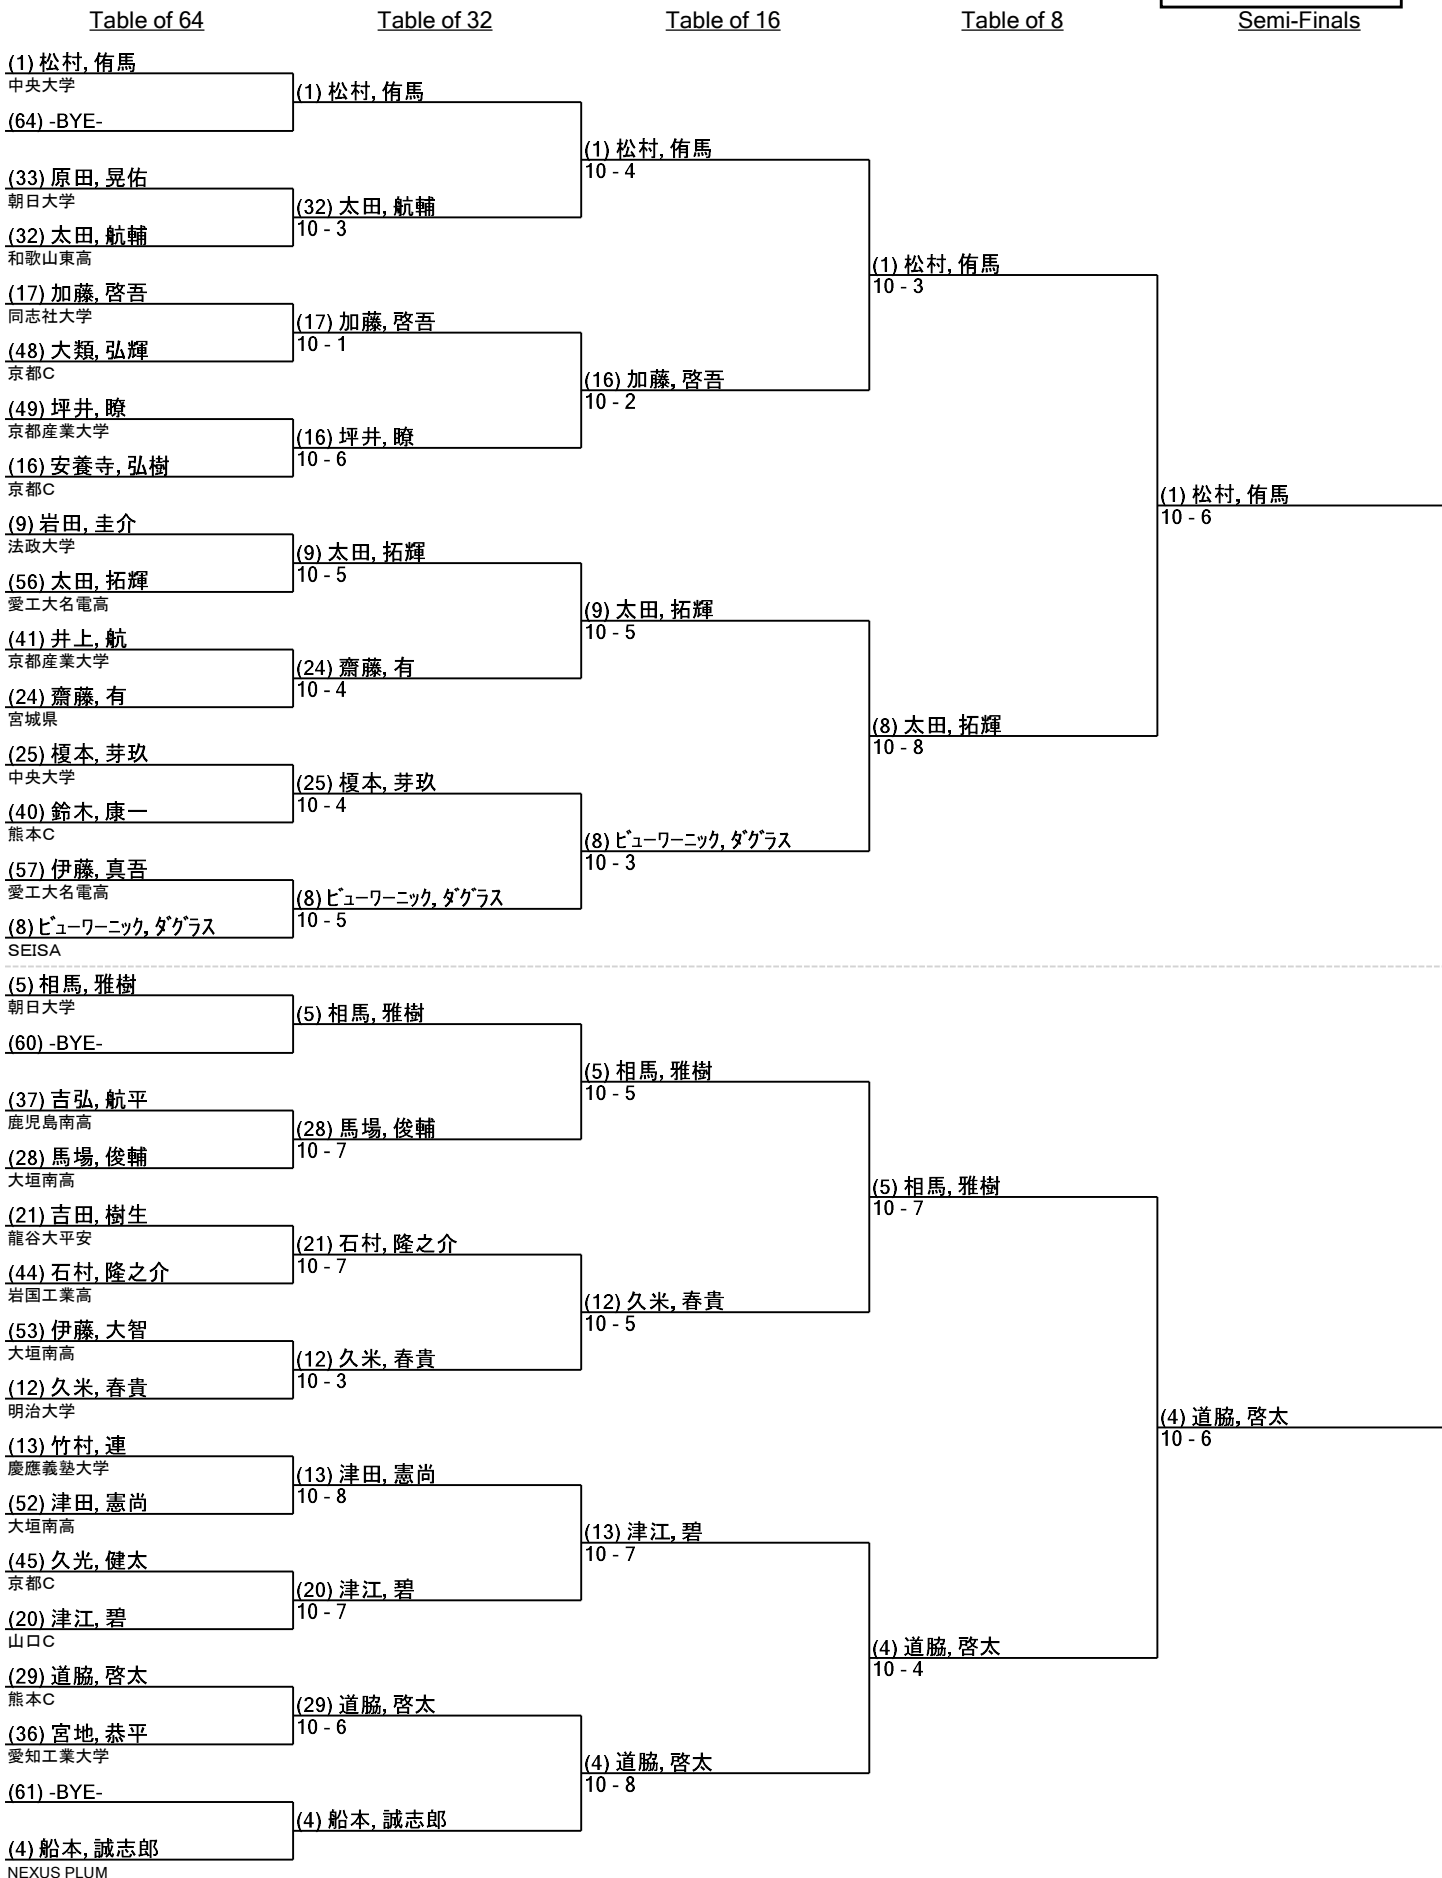 Table of 64
Table of 32
Table of 16
Table of 8
Semi-Finals
(1) 松村, 侑馬
中央大学
(64) -BYE-
(33) 原田, 晃佑
朝日大学
(32) 太田, 航輔
和歌山東高
(17) 加藤, 啓吾
同志社大学
(48) 大類, 弘輝
京都C
(49) 坪井, 瞭
京都産業大学
(16) 安養寺, 弘樹
京都C
(9) 岩田, 圭介
法政大学
(56) 太田, 拓輝
愛工大名電高
(41) 井上, 航
京都産業大学
(24) 齋藤, 有
宮城県
(25) 榎本, 芽玖
中央大学
(40) 鈴木, 康一
熊本C
(57) 伊藤, 真吾
愛工大名電高
(8) ﾋﾞｭｰﾜｰﾆｯｸ, ﾀﾞｸﾞﾗｽ
SEISA
(5) 相馬, 雅樹
朝日大学
(60) -BYE-
(37) 吉弘, 航平
鹿児島南高
(28) 馬場, 俊輔
大垣南高
(21) 吉田, 樹生
龍谷大平安
(44) 石村, 隆之介
岩国工業高
(53) 伊藤, 大智
大垣南高
(12) 久米, 春貴
明治大学
(13) 竹村, 連
慶應義塾大学
(52) 津田, 憲尚
大垣南高
(45) 久光, 健太
京都C
(20) 津江, 碧
山口C
(29) 道脇, 啓太
熊本C
(36) 宮地, 恭平
愛知工業大学
(61) -BYE-
(4) 船本, 誠志郎
NEXUS PLUM
(1) 松村, 侑馬
(32) 太田, 航輔
10 - 3
(17) 加藤, 啓吾
10 - 1
(16) 坪井, 瞭
10 - 6
(9) 太田, 拓輝
10 - 5
(24) 齋藤, 有
10 - 4
(25) 榎本, 芽玖
10 - 4
(8) ﾋﾞｭｰﾜｰﾆｯｸ, ﾀﾞｸﾞﾗｽ
10 - 5
(5) 相馬, 雅樹
(28) 馬場, 俊輔
10 - 7
(21) 石村, 隆之介
10 - 7
(12) 久米, 春貴
10 - 3
(13) 津田, 憲尚
10 - 8
(20) 津江, 碧
10 - 7
(29) 道脇, 啓太
10 - 6
(4) 船本, 誠志郎
(1) 松村, 侑馬
10 - 4
(16) 加藤, 啓吾
10 - 2
(9) 太田, 拓輝
10 - 5
(8) ﾋﾞｭｰﾜｰﾆｯｸ, ﾀﾞｸﾞﾗｽ
10 - 3
(5) 相馬, 雅樹
10 - 5
(12) 久米, 春貴
10 - 5
(13) 津江, 碧
10 - 7
(4) 道脇, 啓太
10 - 8
(1) 松村, 侑馬
10 - 3
(8) 太田, 拓輝
10 - 8
(5) 相馬, 雅樹
10 - 7
(4) 道脇, 啓太
10 - 4
(1) 松村, 侑馬
10 - 6
(4) 道脇, 啓太
10 - 6